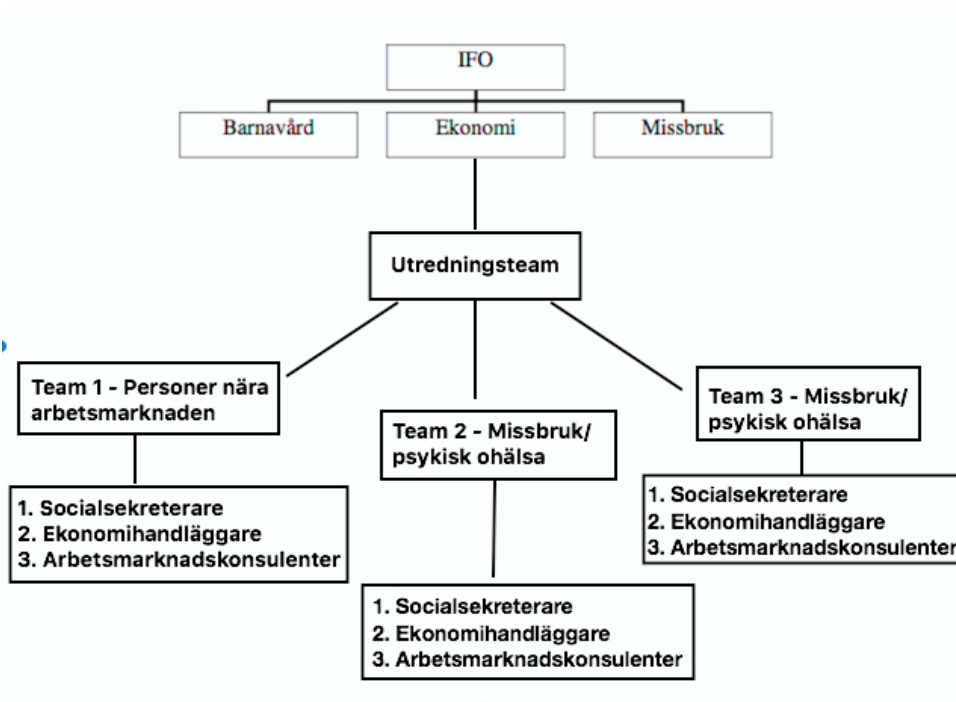 IFO
Barnavård
Ekonomi
Missbruk
Utredningsteam
Team 1 - Personer nära
arbetsmarknaden
1. Socialsekreterare
2. Ekonomihandläggare
3. Arbetsmarknadskonsulenter
Team 2 - Missbruk/
psykisk ohälsa
1. Socialsekreterare
2. Ekonomihandläggare
3. Arbetsmarknadskonsulenter
Team 3 - Missbruk/
psykisk ohälsa
1. Socialsekreterare
2. Ekonomihandläggare
3. Arbetsmarknadskonsulenter